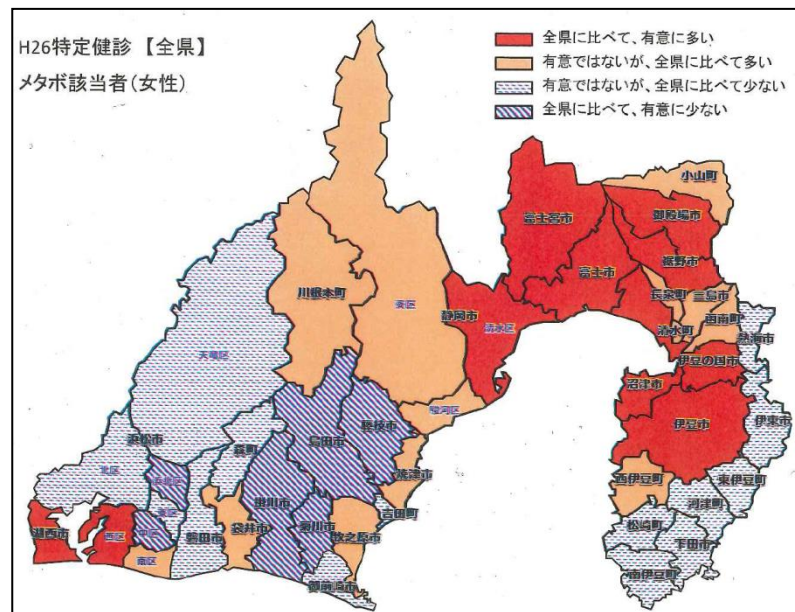 H26特定健診 【全県】
メタボ該当者(女性)
全県に比べて、有意に多い
有意ではないが、全県に比べて多い
有意ではないが、全県に比べて少ない
全県に比べて、有意に少ない
小山町
御殿場市
富士宮市
裾野市
富士市
長泉町
三島市
函南町
清水町
熱海市
伊豆の国市
沼津市
伊豆市
伊東市
西伊豆町
東伊豆町
河津町
松崎町
下田市
南伊豆町
川根本町
葵区
静岡市
清水区
駿河区
天竜区
浜松市
北区
浜北区
東区
中区
西区
南区
湖西市
森町
島田市
藤枝市
焼津市
吉田町
掛川市
菊川市
牧之原市
袋井市
磐田市
御前崎市